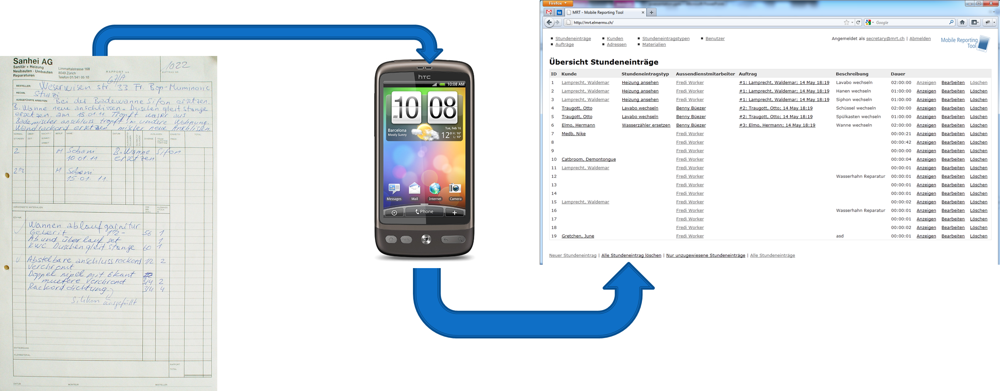 Sanhei AG
Sanitär + Heizung
Neubauten - Umbauten
Reparaturen
Limmattalstrasse 168
8049 Zürich
Telefon 01/341 05 10
RAPPORT NR
67/A
1022
AUFTRAG NR
BESTELLER: Weserwisen str. 33 Fr. Bop-Muminovic
RECHN. Sturzi
AUSGEFÜHRTE ARBEITEN: Bei des Badewanne Sifon ersetzen.
B. Wanne neue anschlissen. Duschen gleit stange
ersetzen. am 15.01.11. Tropft waser aus
Bademischer anschluss tropft im untere Wohnung.
Wandrackord ersetzen mischer neue Anschlissen.
NORMAL STUNDEN ÜBER- ZEIT NACHT-/ SONNT- ARBEIT BERUF NAME DATUM AUSLAGEN DIVERSE EINHEITS- PREIS TOTAL
2 M Sobani B.Wanne Sifon
10.01.11 ersetzen
2 1/2 M Sobani
15.01. 11.
VERWENDETE MATERIALIEN DIM MM ZOLL AUSMASS STÜCK M
EDV-NR.
Wannen ablaufgarnitur
Geberit 1 1/2 - 56 1
Ab und überlauf set 1
KWC Duschengleit stange 60 1
Abstelbare anschlussrackord 1/2 2
Verchromt
Doppel nipel mit 6kant
muetere Verchromt 3/4 2
Rackord dichtung 3/4 4
Silikon ausgefüllt
ENTSORGUNG
KLEINMATERIAL
RAPPORT
TOTAL
DATUM MONTEUR BESTELLER
htc
10:08 AM
10 08
AM
Barcelona
Mostly Sunny
Tue, Feb 16
12° H: 16°
L: 10°
Messages Mail Internet Camera
Phone
menu
Firefox
16 MRT - Mobile Reporting Tool
http://mrt.elmermx.ch/
Google
Stundeneinträge Kunden Stundeneintragstypen Benutzer
Aufträge Adressen Materialien
Angemeldet als secretary@mrt.ch | Abmelden
Mobile Reporting
Tool
Übersicht Stundeneinträge
ID Kunde Stundeneintragstyp Aussendienstmitarbeiter Auftrag Beschreibung Dauer
1 Lamprecht, Waldemar Heizung ansehen Fredi Worker #1: Lamprecht, Waldemar; 14 May 18:19 Lavabo wechseln 02:00:00 Anzeigen Bearbeiten Löschen
2 Lamprecht, Waldemar Heizung ansehen Fredi Worker #1: Lamprecht, Waldemar; 14 May 18:19 Hanen wechseln 01:00:00 Anzeigen Bearbeiten Löschen
3 Lamprecht, Waldemar Heizung ansehen Fredi Worker #1: Lamprecht, Waldemar; 14 May 18:19 Siphon wechseln 01:00:00 Anzeigen Bearbeiten Löschen
4 Traugott, Otto Lavabo wechseln Benny Büezer #2: Traugott, Otto; 14 May 18:19 Schüssel wechseln 02:00:00 Anzeigen Bearbeiten Löschen
5 Traugott, Otto Lavabo wechseln Benny Büezer #2: Traugott, Otto; 14 May 18:19 Spülkasten wechseln 01:00:00 Anzeigen Bearbeiten Löschen
6 Elmo, Hermann Wasserzähler ersetzen Benny Büezer #3: Elmo, Hermann; 14 May 18:19 Wanne wechseln 02:00:00 Anzeigen Bearbeiten Löschen
7 Medb, Nike Fredi Worker 00:00:21 Anzeigen Bearbeiten Löschen
8 Fredi Worker 00:00:42 Anzeigen Bearbeiten Löschen
9 Fredi Worker 00:00:00 Anzeigen Bearbeiten Löschen
10 Catbroom, Demontongue Fredi Worker 00:00:04 Anzeigen Bearbeiten Löschen
11 Lamprecht, Waldemar Fredi Worker 00:00:01 Anzeigen Bearbeiten Löschen
12 Fredi Worker Wasserhahn Reparatur 00:00:01 Anzeigen Bearbeiten Löschen
13 Fredi Worker 00:00:01 Anzeigen Bearbeiten Löschen
14 Fredi Worker 00:00:01 Anzeigen Bearbeiten Löschen
15 Lamprecht, Waldemar Fredi Worker 00:00:02 Anzeigen Bearbeiten Löschen
16 Fredi Worker Wasserhahn Reparatur 00:00:01 Anzeigen Bearbeiten Löschen
17 Fredi Worker 00:00:01 Anzeigen Bearbeiten Löschen
18 Fredi Worker 00:00:02 Anzeigen Bearbeiten Löschen
19 Gretchen, June Fredi Worker asd 00:00:01 Anzeigen Bearbeiten Löschen
Neuer Stundeneintrag | Alle Stundeneintrag löschen | Nur unzugewiesene Stundeneinträge | Alle Stundeneinträge